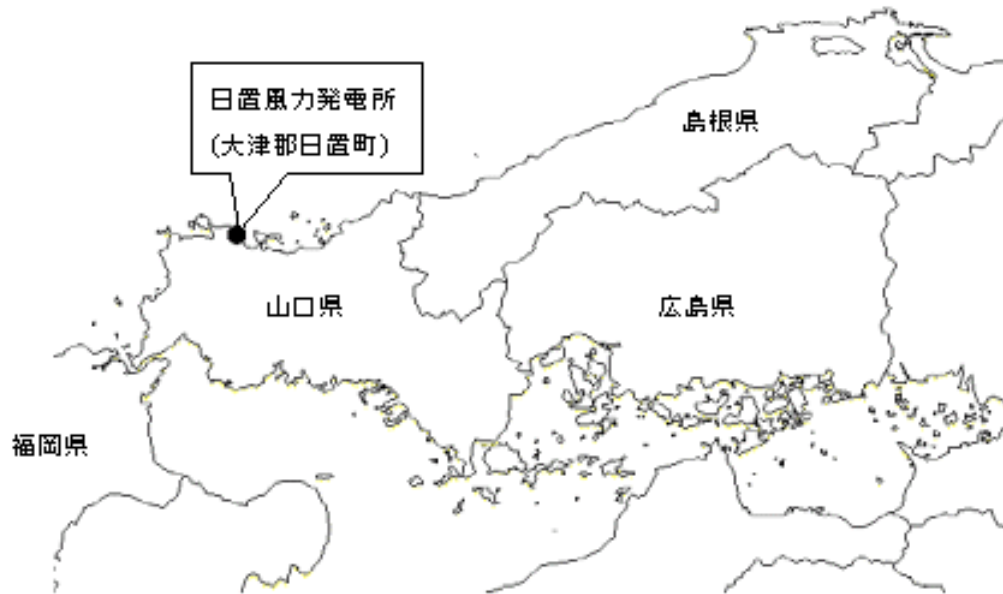 日置風力発電所
(大津郡日置町)
島根県
山口県
広島県
福岡県